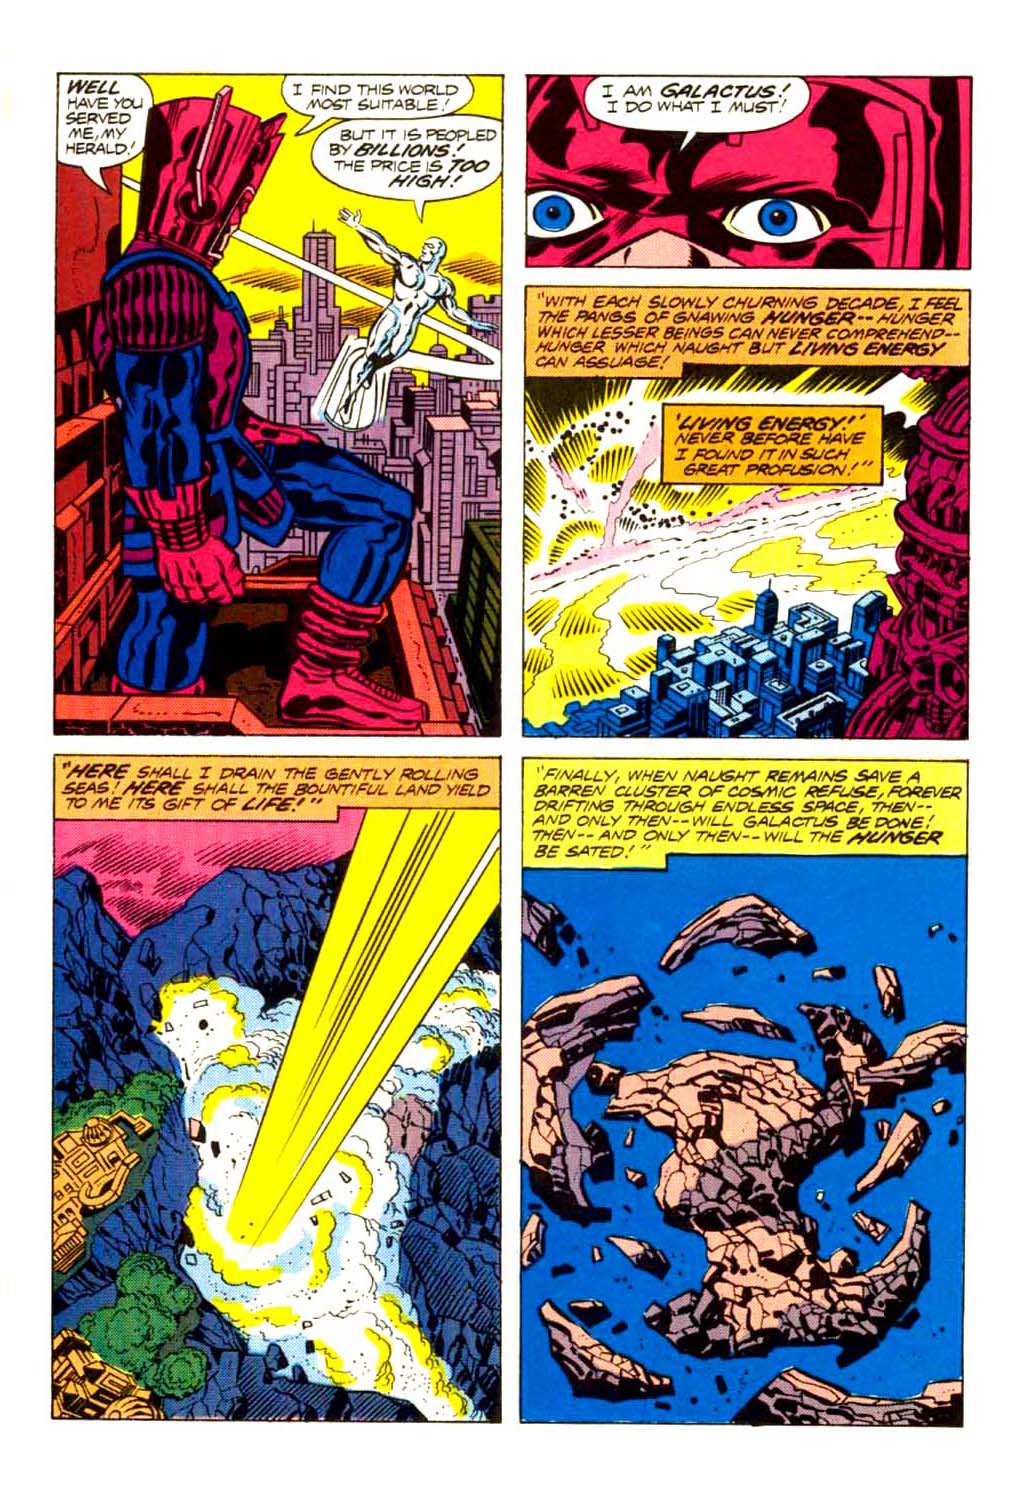 WELL
HAVE YOU
SERVED
ME, MY
HERALD!
I FIND THIS WORLD
MOST SUITABLE!
BUT IT IS PEOPLED
BY BILLIONS!
THE PRICE IS TOO
HIGH!
I AM GALACTUS!
I DO WHAT I MUST!
"WITH EACH SLOWLY CHURNING DECADE, I FEEL
THE PANGS OF GNAWING HUNGER-- HUNGER
WHICH LESSER BEINGS CAN NEVER COMPREHEND--
HUNGER WHICH NAUGHT BUT LIVING ENERGY
CAN ASSUAGE!
'LIVING ENERGY!'
NEVER BEFORE HAVE
I FOUND IT IN SUCH
GREAT PROFUSION!"
"HERE SHALL I DRAIN THE GENTLY ROLLING
SEAS! HERE SHALL THE BOUNTIFUL LAND YIELD
TO ME ITS GIFT OF LIFE!"
"FINALLY, WHEN NAUGHT REMAINS SAVE A
BARREN CLUSTER OF COSMIC REFUSE, FOREVER
DRIFTING THROUGH ENDLESS SPACE, THEN--
AND ONLY THEN--WILL GALACTUS BE DONE!
THEN--AND ONLY THEN--WILL THE HUNGER
BE SATED!"